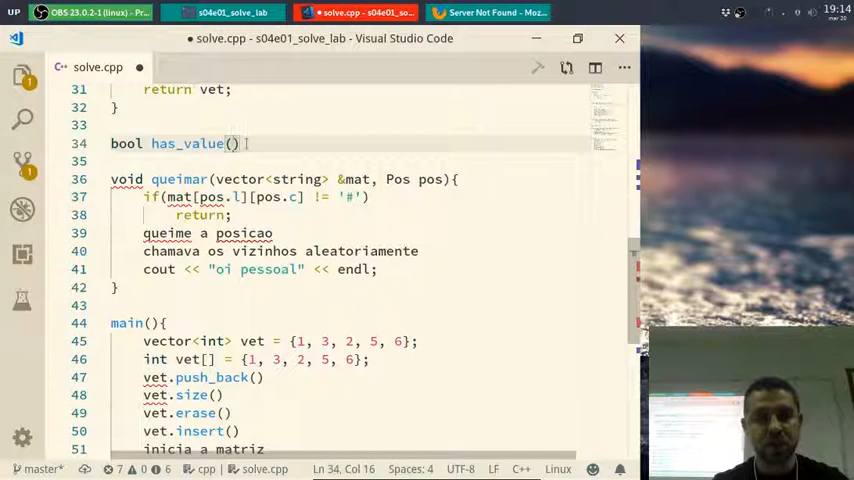 UP
OBS 23.0.2-1 (linux) - Pr...
s04e01_solve_lab
● solve.cpp - s04e01_so...
Server Not Found - Moz...
19:14
mar 20
● solve.cpp - s04e01_solve_lab - Visual Studio Code
solve.cpp ●
31 return vet;
32 }
33
34 bool has_value()
35
36 void queimar(vector<string> &mat, Pos pos){
37 if(mat[pos.l][pos.c] != '#')
38 return;
39 queime a posicao
40 chamava os vizinhos aleatoriamente
41 cout << "oi pessoal" << endl;
42 }
43
44 main(){
45 vector<int> vet = {1, 3, 2, 5, 6};
46 int vet[] = {1, 3, 2, 5, 6};
47 vet.push_back()
48 vet.size()
49 vet.erase()
50 vet.insert()
51 inicia a matriz
1
1
master* 7 0 6 cpp | solve.cpp Ln 34, Col 16 Spaces: 4 UTF-8 LF C++ Linux